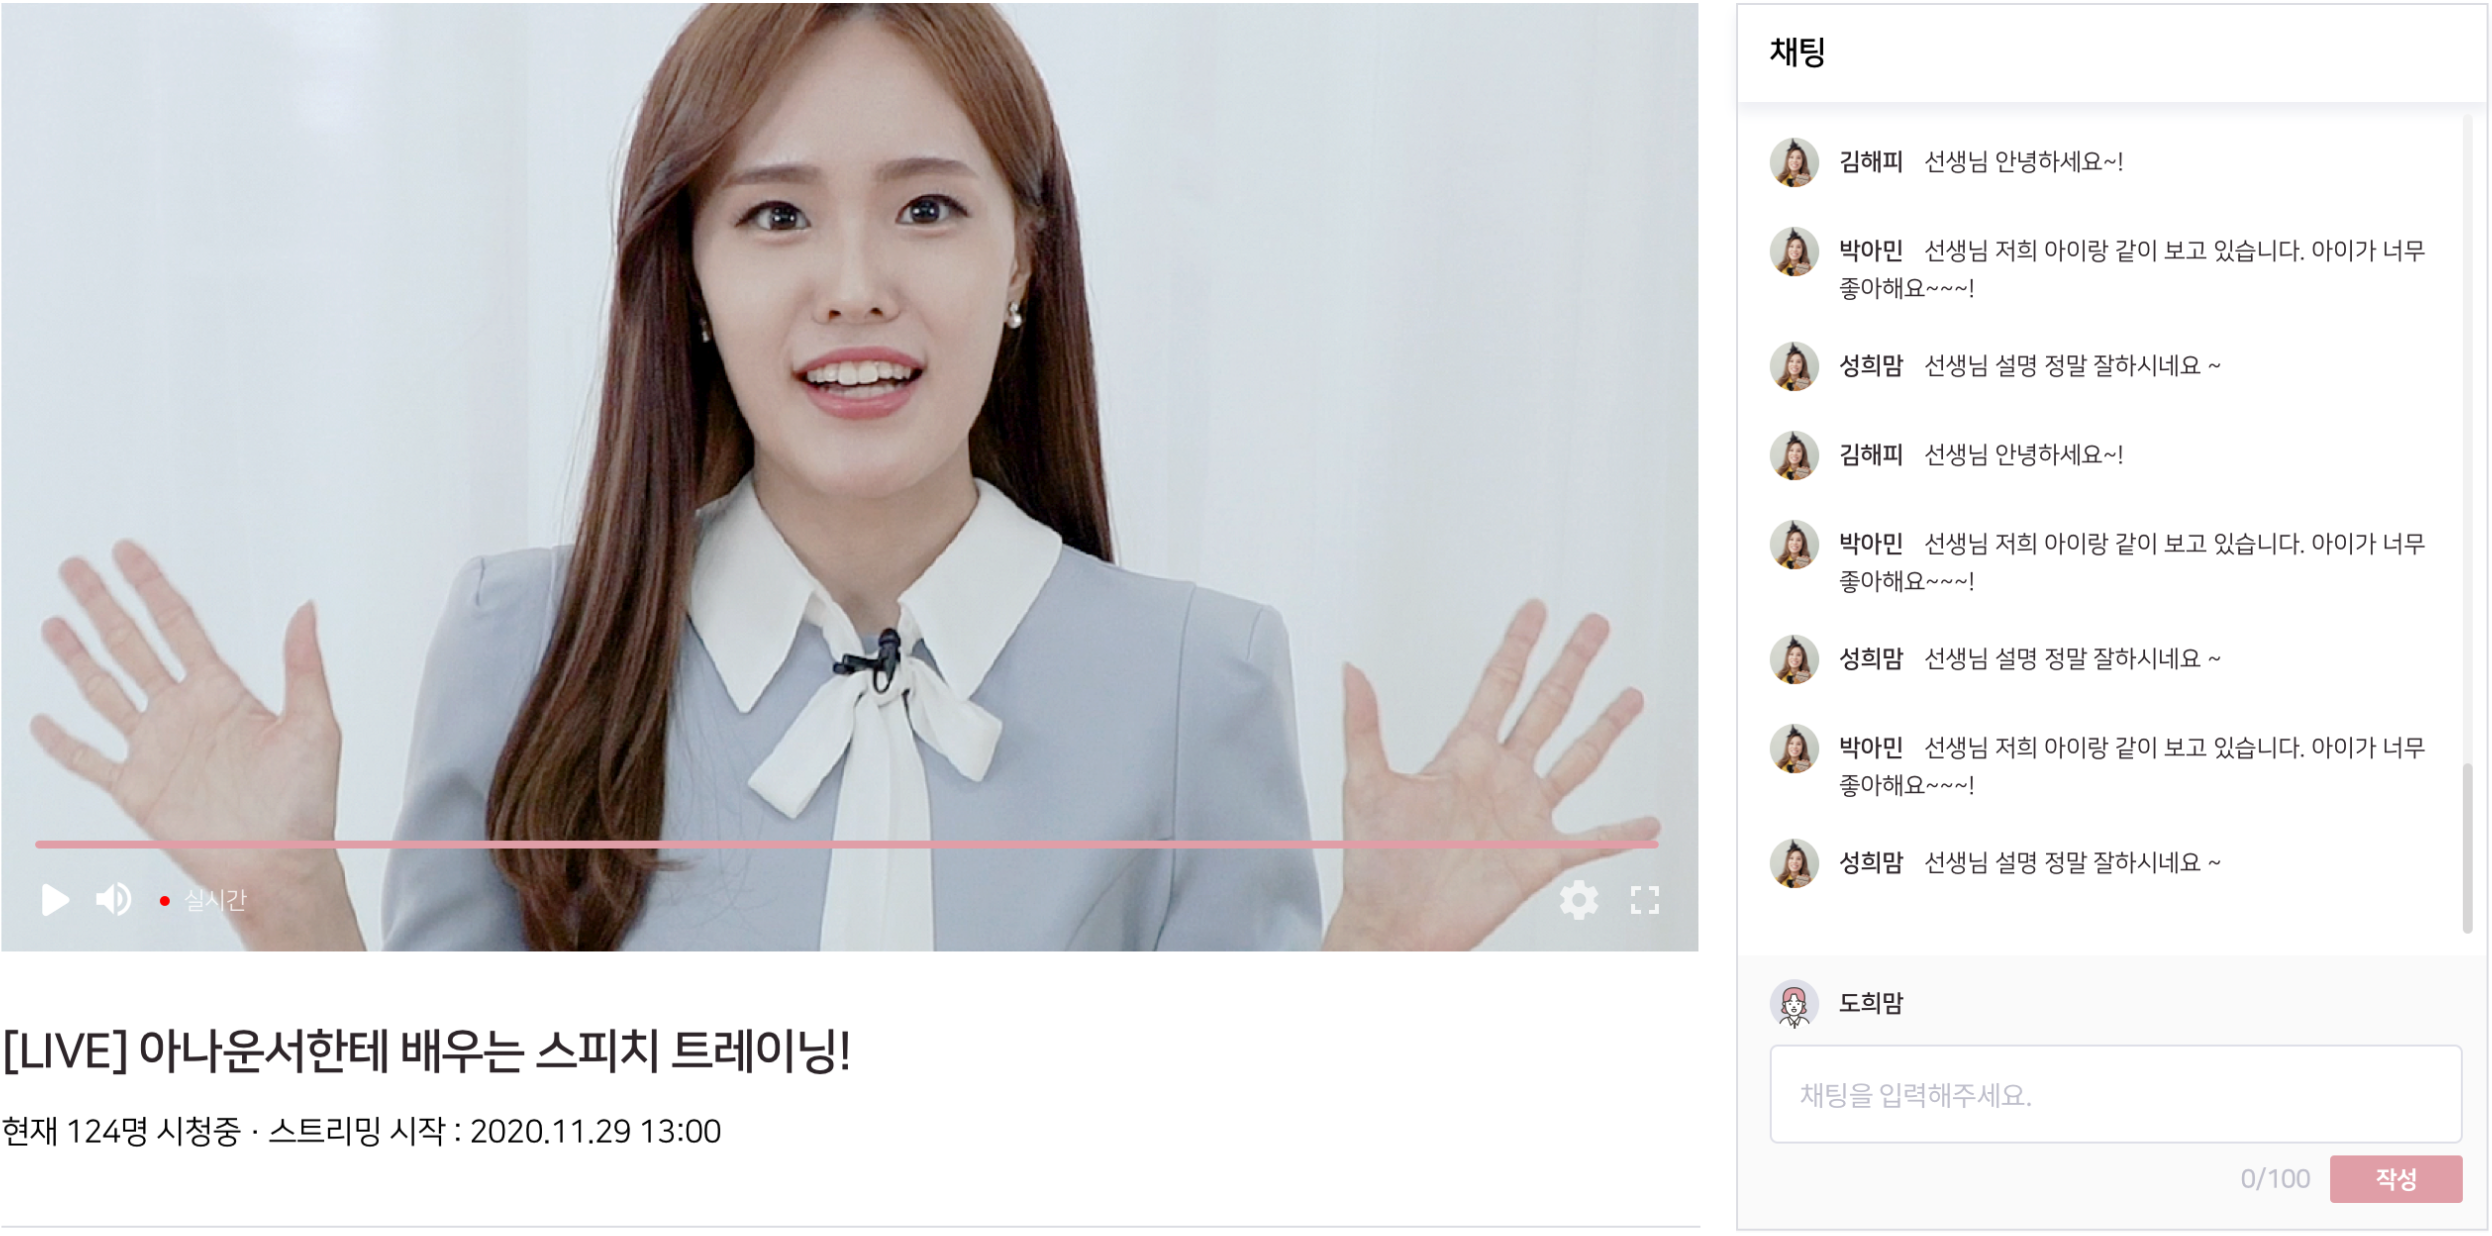 실시간
[LIVE] 아나운서한테 배우는 스피치 트레이닝!
현재 124명 시청중 · 스트리밍 시작 : 2020.11.29 13:00
채팅
김해피 선생님 안녕하세요~!
박아민 선생님 저희 아이랑 같이 보고 있습니다. 아이가 너무
좋아해요~~~!
성희맘 선생님 설명 정말 잘하시네요 ~
김해피 선생님 안녕하세요~!
박아민 선생님 저희 아이랑 같이 보고 있습니다. 아이가 너무
좋아해요~~~!
성희맘 선생님 설명 정말 잘하시네요 ~
박아민 선생님 저희 아이랑 같이 보고 있습니다. 아이가 너무
좋아해요~~~!
성희맘 선생님 설명 정말 잘하시네요 ~
도희맘
채팅을 입력해주세요.
0/100 작성